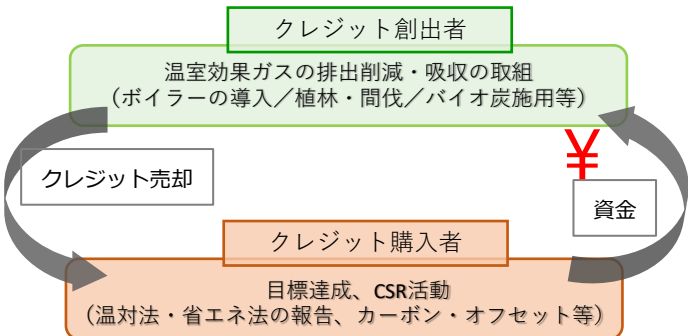 クレジット創出者
温室効果ガスの排出削減・吸収の取組
(ボイラーの導入／植林・間伐／バイオ炭施用等)
クレジット売却
¥
資金
クレジット購入者
目標達成、CSR活動
(温対法・省エネ法の報告、カーボン・オフセット等)